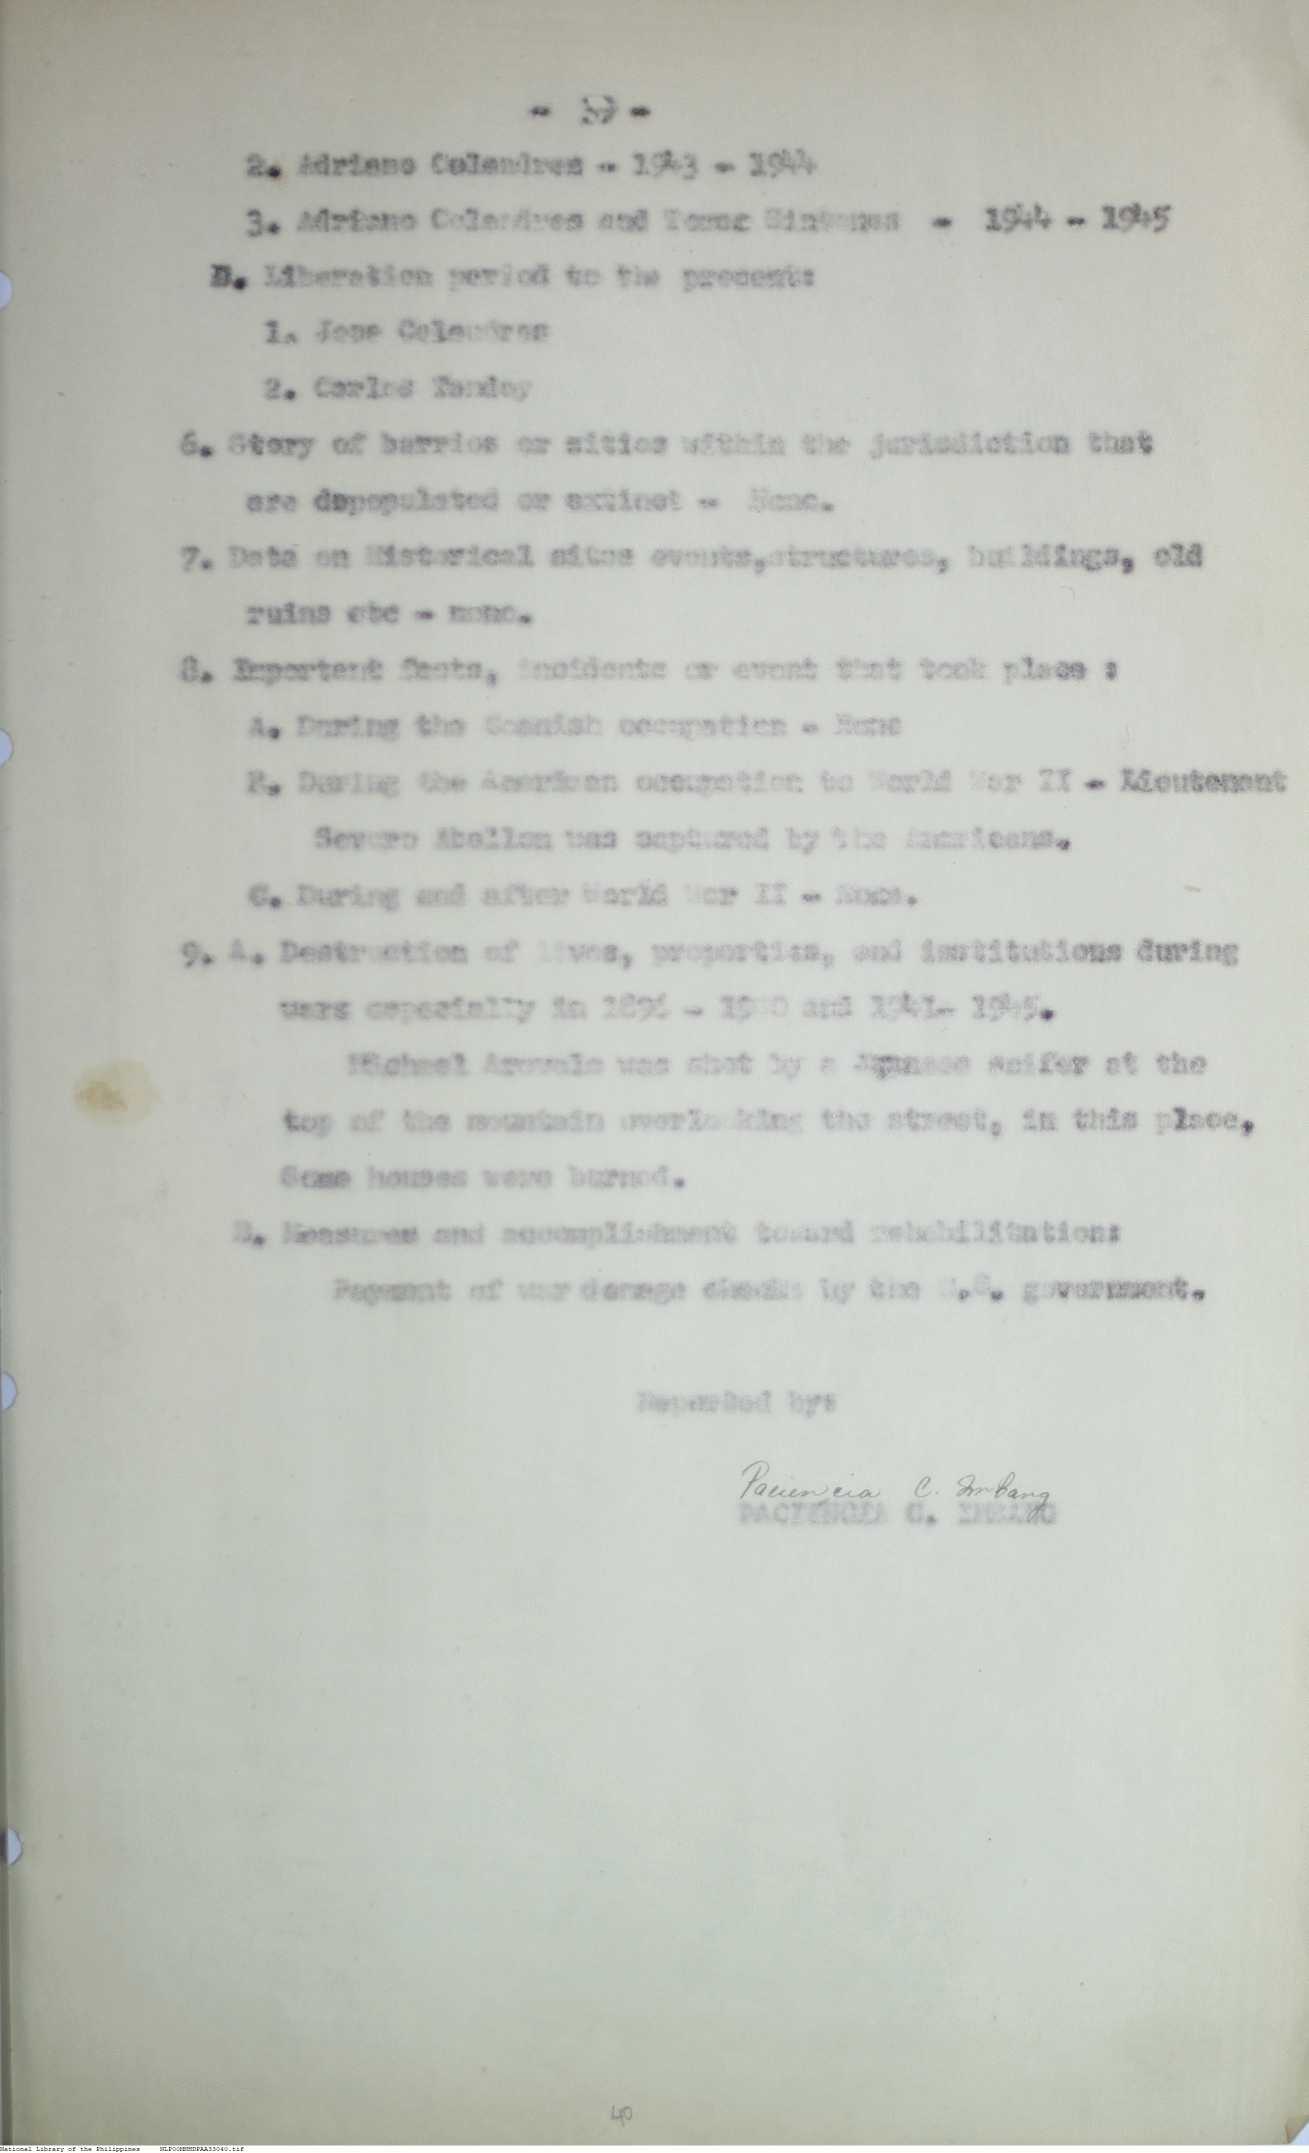 2. Adriano Colendres - 1943 - 1944
3. Adriano Colendres and - 1944 - 1945
D. Liberation period to the present:
1. Jose Colendres
2. Carlos Tanday
6. Story of barrios or sitios within the jurisdiction that
are depopulated or extinct - None.
7. Data on Historical sites events,structures, buildings, old
ruins etc - none.
8. Important facts, incidents or event that took place :
A. During the Spanish occupation - None
B. During the American occupation to World War II - Lieutenant
Severo Abellon was captured by the Americans.
C. During and after World War II - None.
9. A. Destruction of lives, properties, and institutions during
wars especially in 1896 - 1900 and 1941- 1945.
Michael Arevalo was shot by a Japanese snifer at the
top of the mountain overlooking the street, in this place,
Some houses were burned.
B. Measures and accomplishment toward rehabilitation:
Payment of war damage checks by the U.S. government.
Reported by:
Paciencia C. Imbang
PACIENCIA C. IMBANG
40
National Library of the Philippines